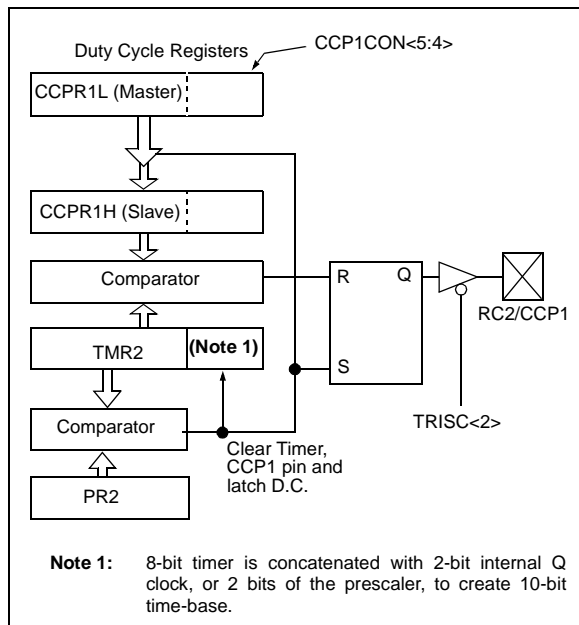 Duty Cycle Registers
CCP1CON<5:4>
CCPR1L (Master)
CCPR1H (Slave)
Comparator
R
Q
RC2/CCP1
TMR2
(Note 1)
S
TRISC<2>
Comparator
Clear Timer,
CCP1 pin and
latch D.C.
PR2
Note 1: 8-bit timer is concatenated with 2-bit internal Q
clock, or 2 bits of the prescaler, to create 10-bit
time-base.